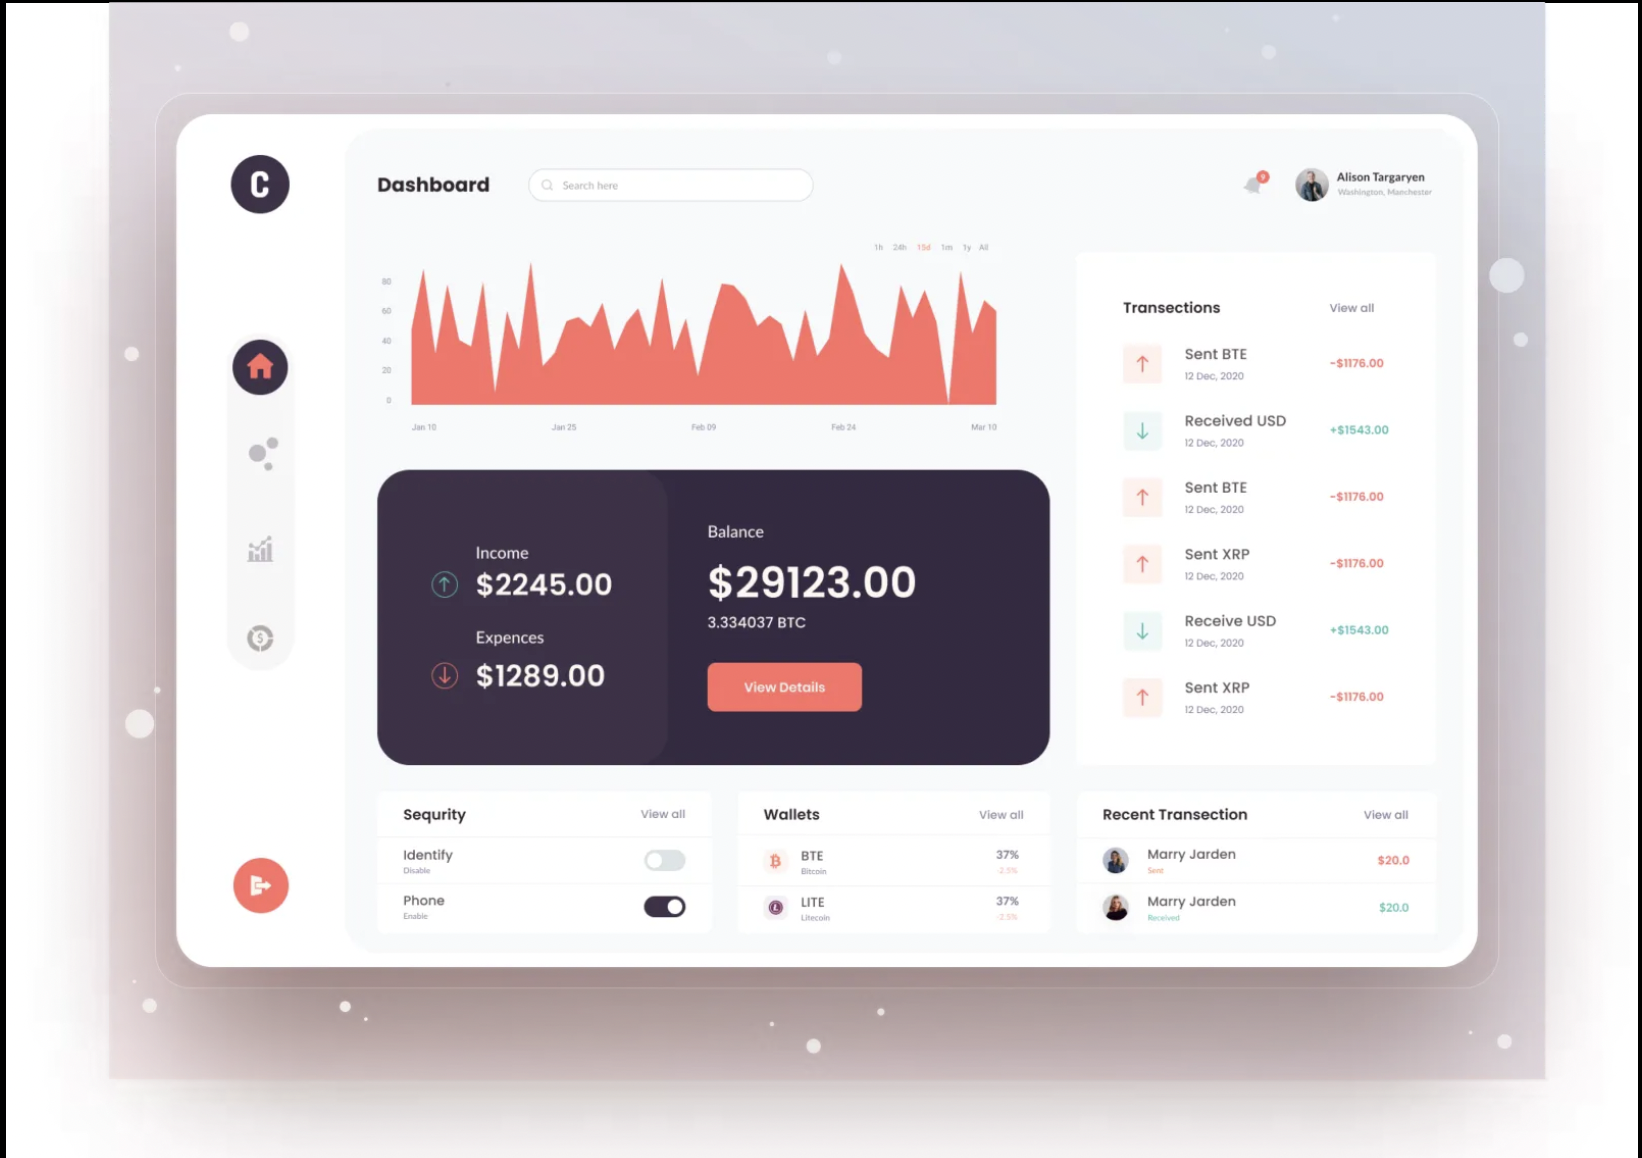 C
Dashboard
Search here
9
Alison Targaryen
Washington, Manchester
1h 24h 15d 1m 1y All
80
60
40
20
0
Jan 10 Jan 25 Feb 09 Feb 24 Mar 10
Income
$2245.00
Expences
$1289.00
Balance
$29123.00
3.334037 BTC
View Details
Transections View all
Sent BTE -$1176.00
12 Dec, 2020
Received USD +$1543.00
12 Dec, 2020
Sent BTE -$1176.00
12 Dec, 2020
Sent XRP -$1176.00
12 Dec, 2020
Receive USD +$1543.00
12 Dec, 2020
Sent XRP -$1176.00
12 Dec, 2020
Sequrity View all
Identify
Disable
Phone
Enable
Wallets View all
BTE 37%
Bitcoin -2.5%
LITE 37%
Litecoin -2.5%
Recent Transection View all
Marry Jarden $20.0
Sent
Marry Jarden $20.0
Received